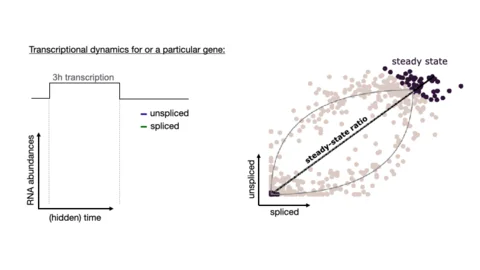 Transcriptional dynamics for or a particular gene:
3h transcription
unspliced
spliced
RNA abundances
(hidden) time
steady state
steady-state ratio
unspliced
spliced